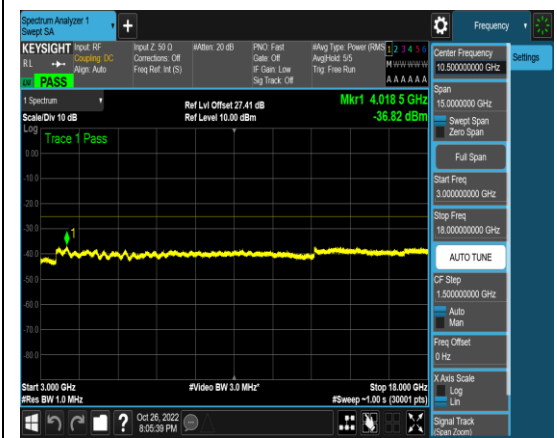 Spectrum Analyzer 1
Swept SA
Frequency
KEYSIGHT
RL
PASS
Input: RF
Coupling: DC
Align: Auto
Input Z: 50 Ω
Corrections: Off
Freq Ref: Int (S)
#Atten: 20 dB
PNO: Fast
Gate: Off
IF Gain: Low
Sig Track: Off
#Avg Type: Power (RMS
Avg|Hold: 5/5
Trig: Free Run
1 2 3 4 5 6
M W W W W W
A A A A A A
1 Spectrum
Scale/Div 10 dB
Ref Lvl Offset 27.41 dB
Ref Level 10.00 dBm
Mkr1 4.018 5 GHz
-36.82 dBm
Log
Trace 1 Pass
0.00
-10.0
-20.0
-30.0
-40.0
-50.0
-60.0
-70.0
-80.0
1
Start 3.000 GHz
#Res BW 1.0 MHz
#Video BW 3.0 MHz*
Stop 18.000 GHz
#Sweep ~1.00 s (30001 pts)
Oct 26, 2022
8:05:39 PM
Center Frequency
10.500000000 GHz
Settings
Span
15.0000000 GHz
Swept Span
Zero Span
Full Span
Start Freq
3.000000000 GHz
Stop Freq
18.000000000 GHz
AUTO TUNE
CF Step
1.500000000 GHz
Auto
Man
Freq Offset
0 Hz
X Axis Scale
Log
Lin
Signal Track
(Span Zoom)